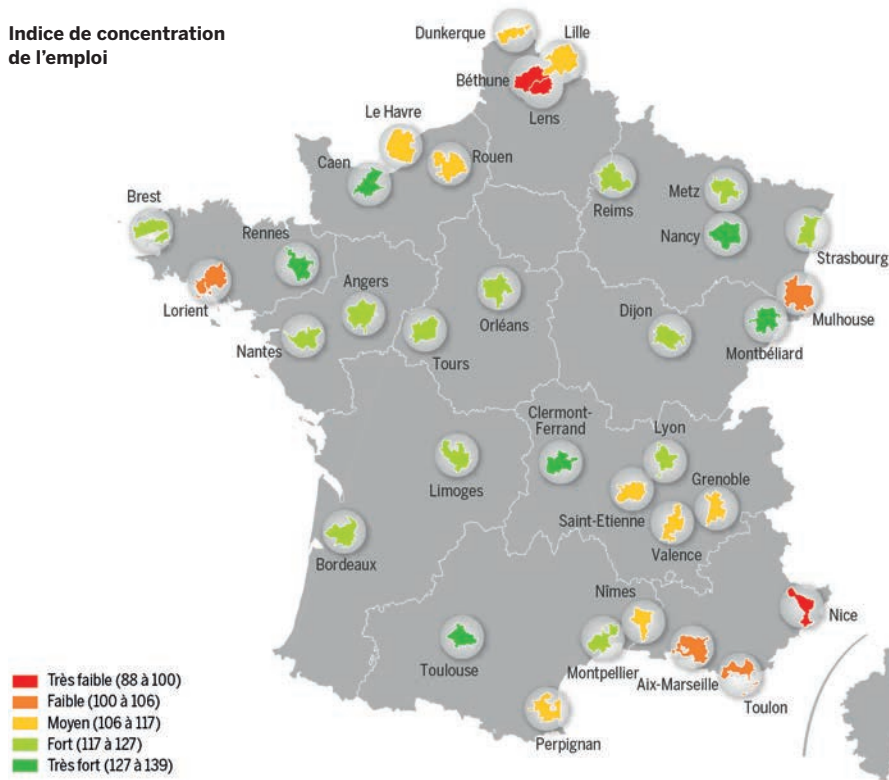 Indice de concentration
de l'emploi
Dunkerque
Lille
Béthune
Lens
Le Havre
Caen
Rouen
Reims
Metz
Nancy
Strasbourg
Brest
Rennes
Lorient
Angers
Nantes
Tours
Orléans
Dijon
Mulhouse
Montbéliard
Clermont-
Ferrand
Lyon
Limoges
Grenoble
Saint-Etienne
Valence
Bordeaux
Nîmes
Nice
Toulouse
Montpellier
Aix-Marseille
Toulon
Perpignan
Très faible (88 à 100)
Faible (100 à 106)
Moyen (106 à 117)
Fort (117 à 127)
Très fort (127 à 139)